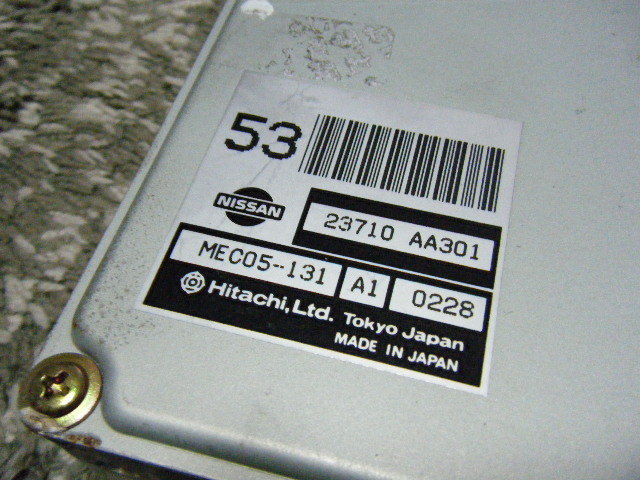 53
NISSAN
23710 AA301
MEC05-131 A1 0228
Hitachi, Ltd. Tokyo Japan
MADE IN JAPAN